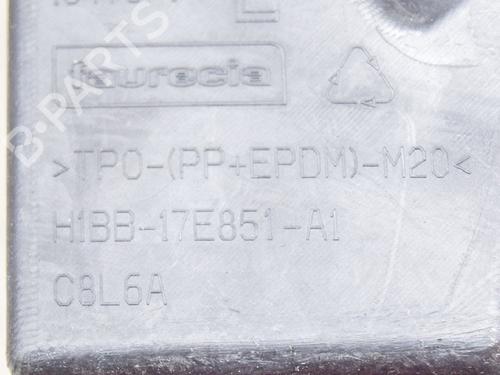 B-PARTS
faurecia
>TPO-(PP+EPDM)-M20<
H1BB-17E851-A1
C8L6A